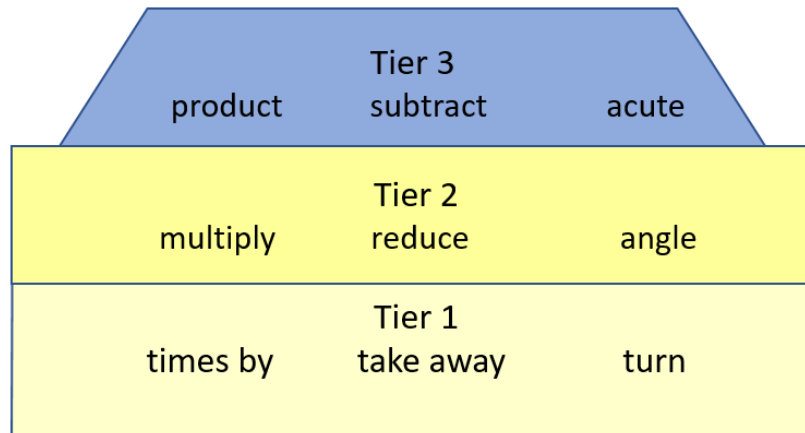 Tier 3
product subtract acute
Tier 2
multiply reduce angle
Tier 1
times by take away turn